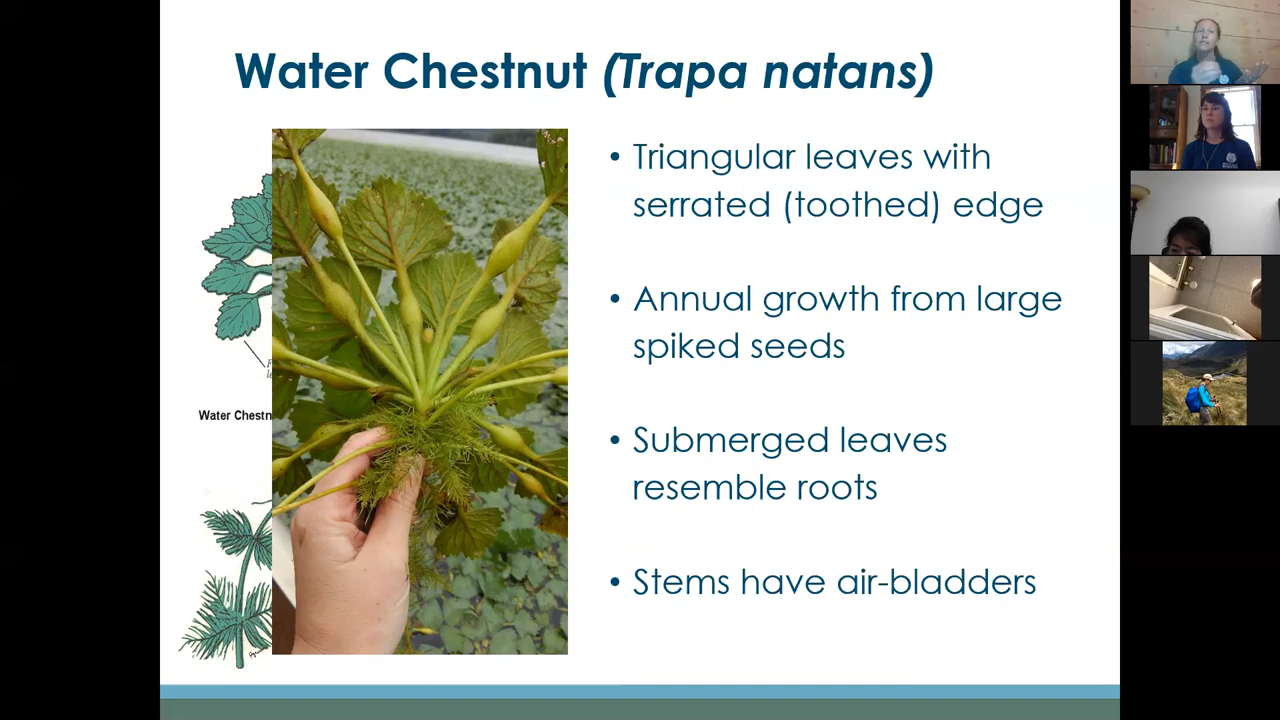 Water Chestnut (Trapa natans)
• Triangular leaves with
serrated (toothed) edge
• Annual growth from large
spiked seeds
• Submerged leaves
resemble roots
• Stems have air-bladders
Water Chestn